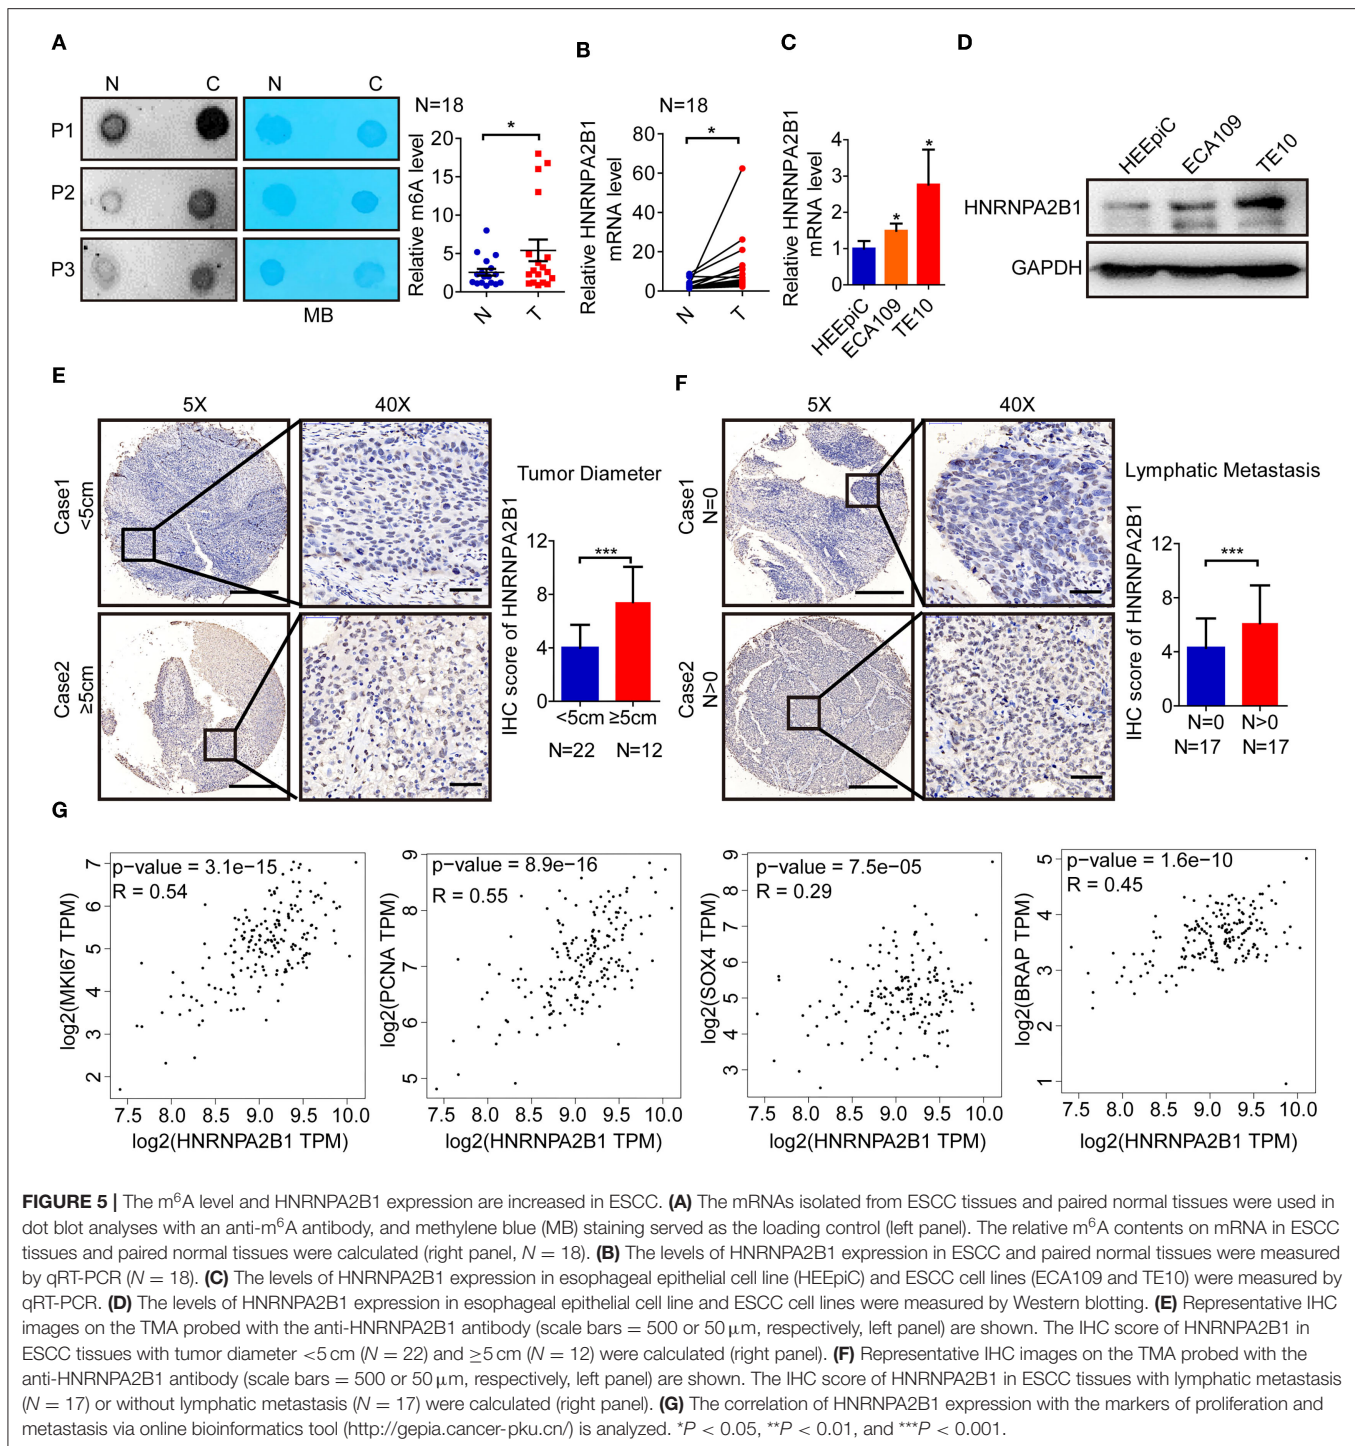 A
N C N C
P1
P2
P3
MB
N=18
*
Relative m6A level
20
15
10
5
0
N T
B
N=18
*
Relative HNRNPA2B1
mRNA level
80
60
40
20
0
N T
C
Relative HNRNPA2B1
mRNA level
4
3
2
1
0
*
*
HEEpiC
ECA109
TE10
D
HEEpiC
ECA109
TE10
HNRNPA2B1
GAPDH
E
5X 40X
Case1
<5cm
Case2
≥5cm
Tumor Diameter
IHC score of HNRNPA2B1
12
8
4
0
***
<5cm ≥5cm
N=22 N=12
F
5X 40X
Case1
N=0
Case2
N>0
Lymphatic Metastasis
IHC score of HNRNPA2B1
12
8
4
0
***
N=0 N>0
N=17 N=17
G
p−value = 3.1e−15
R = 0.54
log2(MKI67 TPM)
7
6
5
4
3
2
7.5 8.0 8.5 9.0 9.5 10.0
log2(HNRNPA2B1 TPM)
p−value = 8.9e−16
R = 0.55
log2(PCNA TPM)
9
8
7
6
5
7.5 8.0 8.5 9.0 9.5 10.0
log2(HNRNPA2B1 TPM)
p−value = 7.5e−05
R = 0.29
log2(SOX4 TPM)
9
8
7
6
5
4
3
7.5 8.0 8.5 9.0 9.5 10.0
log2(HNRNPA2B1 TPM)
p−value = 1.6e−10
R = 0.45
log2(BRAP TPM)
5
4
3
2
1
7.5 8.0 8.5 9.0 9.5 10.0
log2(HNRNPA2B1 TPM)
FIGURE 5 | The m⁶A level and HNRNPA2B1 expression are increased in ESCC. (A) The mRNAs isolated from ESCC tissues and paired normal tissues were used in
dot blot analyses with an anti-m⁶A antibody, and methylene blue (MB) staining served as the loading control (left panel). The relative m⁶A contents on mRNA in ESCC
tissues and paired normal tissues were calculated (right panel, N = 18). (B) The levels of HNRNPA2B1 expression in ESCC and paired normal tissues were measured
by qRT-PCR (N = 18). (C) The levels of HNRNPA2B1 expression in esophageal epithelial cell line (HEEpiC) and ESCC cell lines (ECA109 and TE10) were measured by
qRT-PCR. (D) The levels of HNRNPA2B1 expression in esophageal epithelial cell line and ESCC cell lines were measured by Western blotting. (E) Representative IHC
images on the TMA probed with the anti-HNRNPA2B1 antibody (scale bars = 500 or 50 μm, respectively, left panel) are shown. The IHC score of HNRNPA2B1 in
ESCC tissues with tumor diameter <5 cm (N = 22) and ≥5 cm (N = 12) were calculated (right panel). (F) Representative IHC images on the TMA probed with the
anti-HNRNPA2B1 antibody (scale bars = 500 or 50 μm, respectively, left panel) are shown. The IHC score of HNRNPA2B1 in ESCC tissues with lymphatic metastasis
(N = 17) or without lymphatic metastasis (N = 17) were calculated (right panel). (G) The correlation of HNRNPA2B1 expression with the markers of proliferation and
metastasis via online bioinformatics tool (http://gepia.cancer-pku.cn/) is analyzed. *P < 0.05, **P < 0.01, and ***P < 0.001.